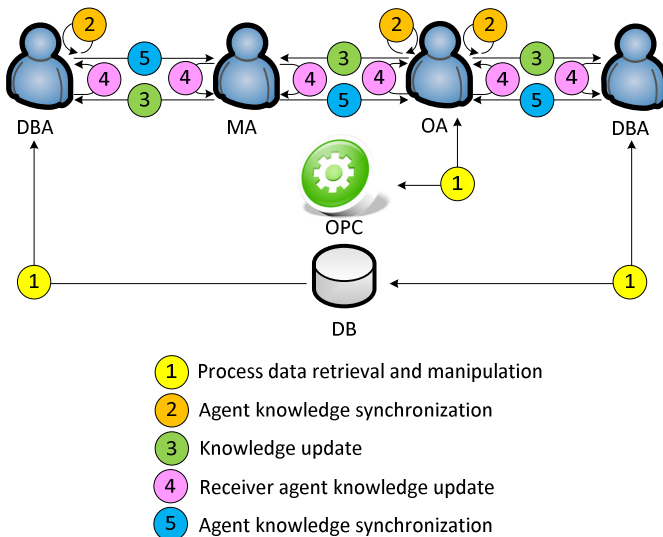 2
2
2
5
3
3
4
4
4
4
4
4
3
5
5
DBA
MA
OA
DBA
1
OPC
1
1
DB
1 Process data retrieval and manipulation
2 Agent knowledge synchronization
3 Knowledge update
4 Receiver agent knowledge update
5 Agent knowledge synchronization